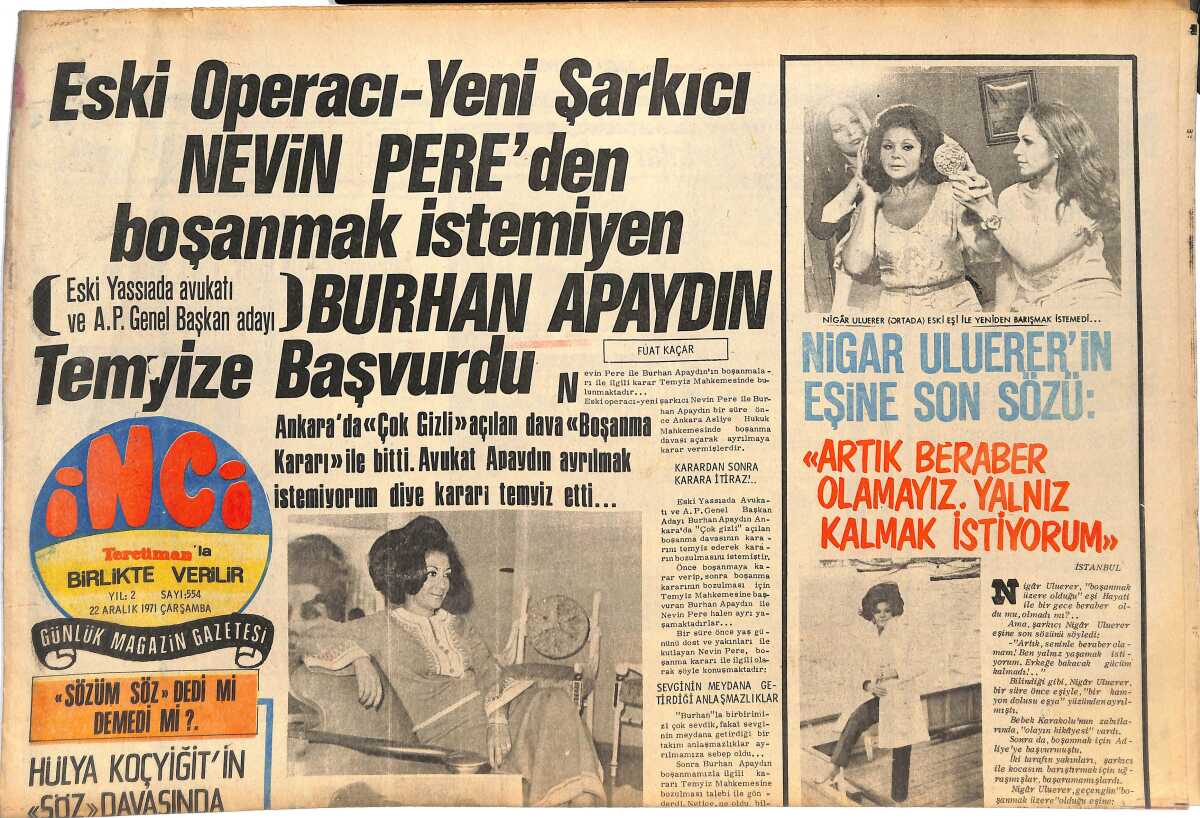 Eski Operacı-Yeni Şarkıcı
NEVİN PERE'den
boşanmak istemiyen
(Eski Yassıada avukatı
ve A.P. Genel Başkan adayı)
BURHAN APAYDIN
Temyize Başvurdu
Ankara'da «Çok Gizli» açılan dava «Boşanma
Kararı» ile bitti. Avukat Apaydın ayrılmak
istemiyorum diye kararı temyiz etti...
FUAT KAÇAR
Nevin Pere ile Burhan Apaydın'ın boşanmala-
rı ile ilgili karar Temyiz Mahkemesinde bu-
lunmaktadır...
Eski operacı-yeni şarkıcı Nevin Pere ile Bur-
han Apaydın bir süre ön-
ce Ankara Asliye Hukuk
Mahkemesinde boşanma
davası açarak ayrılmaya
karar vermişlerdir.
KARARDAN SONRA
KARARA İTİRAZ!..
Eski Yassıada Avuka-
tı ve A.P. Genel Başkan
Adayı Burhan Apaydın An-
kara'da "Çok gizli" açılan
boşanma davasının kara-
rını temyiz ederek kara-
rın bozulmasını istemiştir.
Önce boşanmaya ka-
rar verip, sonra boşanma
kararının bozulması için
Temyiz Mahkemesine baş-
vuran Burhan Apaydın ile
Nevin Pere halen ayrı ya-
şamaktadırlar...
Bir süre önce yaş gü-
nünü dost ve yakınları ile
kutlayan Nevin Pere, bo-
şanma kararı ile ilgili ola-
rak şöyle konuşmaktadır:
SEVGİNİN MEYDANA GE-
TİRDİĞİ ANLAŞMAZLIKLAR
"Burhan"la birbirimi-
zi çok sevdik, fakat sevgi-
nin meydana getirdiği bir
takım anlaşmazlıklar ay-
rılmamıza sebep oldu...
Sonra Burhan Apaydın
boşanmamızla ilgili ka-
rarı Temyiz Mahkemesine
bozulması talebi ile gön-
derdi. Netice, ne oldu bil-
iNCi
Tercüman'la
BİRLİKTE VERİLİR
YIL: 2 SAYI: 554
22 ARALIK 1971 ÇARŞAMBA
GÜNLÜK MAGAZİN GAZETESİ
«SÖZÜM SÖZ» DEDİ Mİ
DEMEDİ Mİ?.
HÜLYA KOÇYİĞİT'İN
«SÖZ» DAVASINDA
NİGÂR ULUERER (ORTADA) ESKİ EŞİ İLE YENİDEN BARIŞMAK İSTEMEDİ...
NİGAR ULUERER'İN
EŞİNE SON SÖZÜ:
«ARTIK BERABER
OLAMAYIZ. YALNIZ
KALMAK İSTİYORUM»
İSTANBUL
Nigâr Uluerer, "boşanmak
üzere olduğu" eşi Hayati
ile bir gece beraber ol-
du mu, olmadı mı?..
Ama, şarkıcı Nigâr Uluerer
eşine son sözünü söyledi:
-"Artık, seninle beraber ola-
mam! Ben yalnız yaşamak isti-
yorum. Erkeğe bakacak gücüm
kalmadı!.."
Bilindiği gibi, Nigâr Uluerer,
bir süre önce eşiyle, "bir kam-
yon dolusu eşya" yüzünden ayrıl-
mıştı.
Bebek Karakolu'nun zabıtla-
rında, "olayın hikâyesi" vardı.
Sonra da, boşanmak için Ad-
liye'ye başvurmuştu.
İki tarafın yakınları, şarkıcı
ile kocasını barıştırmak için uğ-
raşmışlar, başaramamışlardı.
Nigâr Uluerer, geçengün "bo-
şanmak üzere" olduğu eşine: